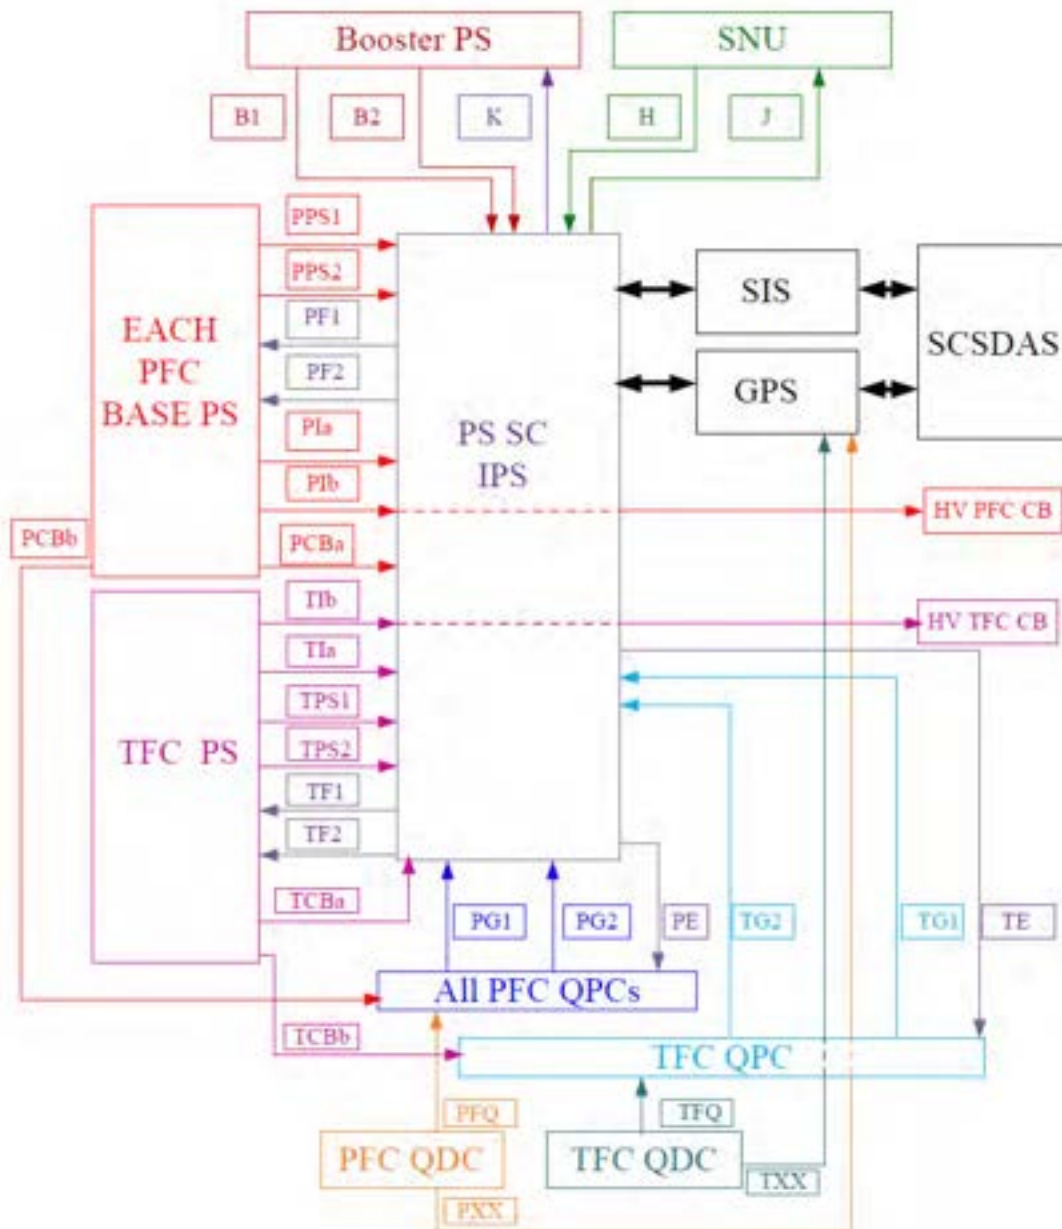 Booster PS
SNU
B1
B2
K
H
J
PPS1
PPS2
PF1
PF2
PIa
PIb
PCBa
PCBb
EACH
PFC
BASE PS
PS SC
IPS
SIS
GPS
SCSDAS
HV PFC CB
HV TFC CB
TIb
TIa
TPS1
TPS2
TF1
TF2
TCBa
TFC PS
PG1
PG2
PE
TG2
TG1
TE
All PFC QPCs
TCBb
TFC QPC
PFQ
TFQ
PFC QDC
TFC QDC
TXX
PXX